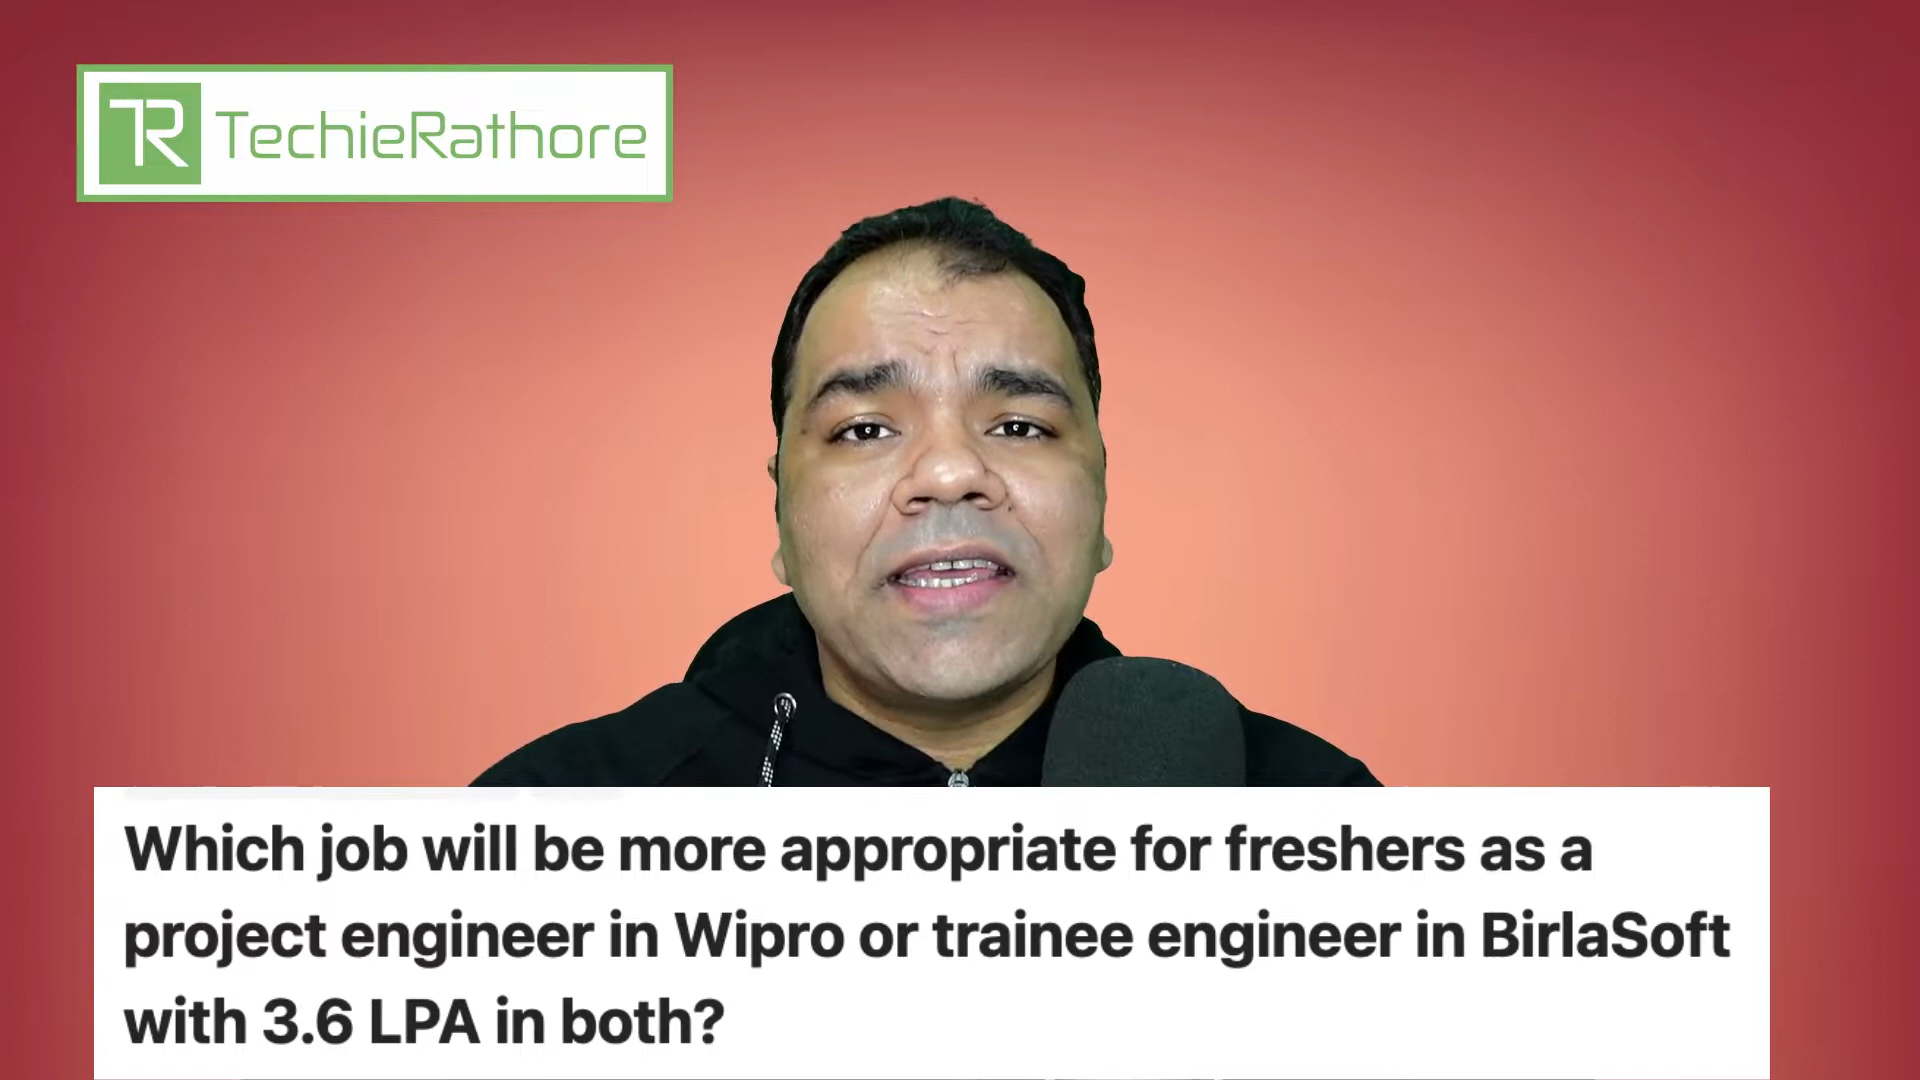 TR TechieRathore
Which job will be more appropriate for freshers as a
project engineer in Wipro or trainee engineer in BirlaSoft
with 3.6 LPA in both?